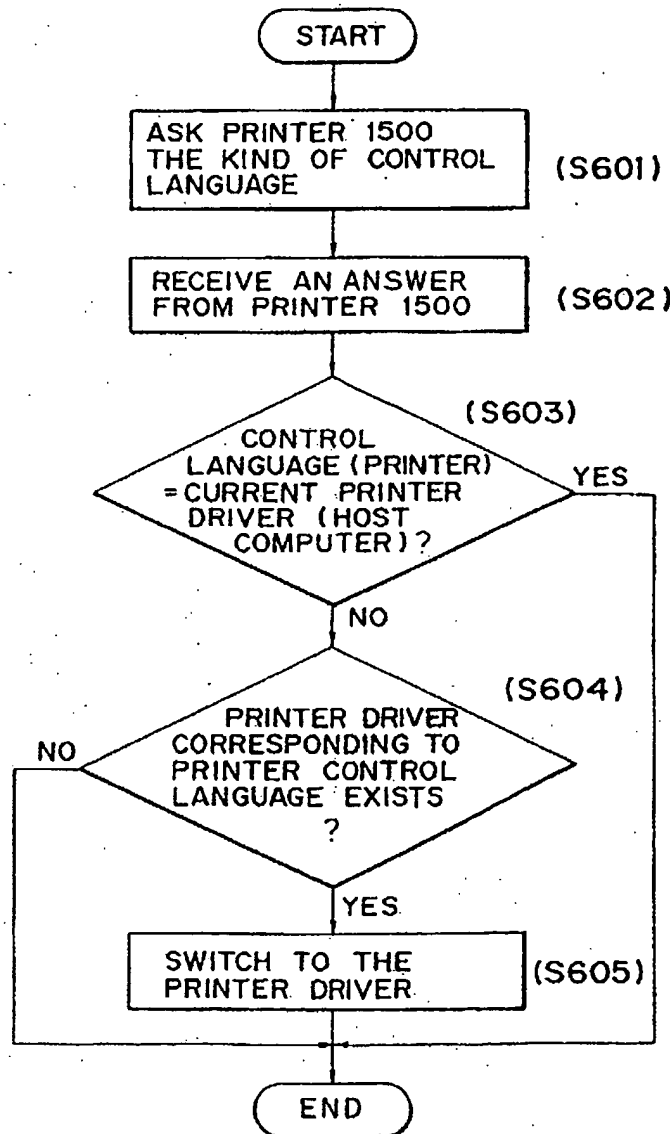 START
ASK PRINTER 1500
THE KIND OF CONTROL
LANGUAGE
(S601)
RECEIVE AN ANSWER
FROM PRINTER 1500
(S602)
(S603)
CONTROL
LANGUAGE (PRINTER)
= CURRENT PRINTER
DRIVER (HOST
COMPUTER) ?
YES
NO
(S604)
PRINTER DRIVER
CORRESPONDING TO
PRINTER CONTROL
LANGUAGE EXISTS
?
NO
YES
SWITCH TO THE
PRINTER DRIVER
(S605)
END